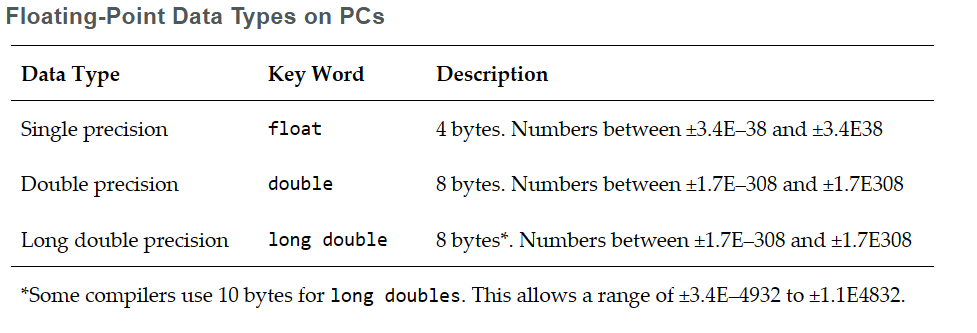 Floating-Point Data Types on PCs
Data Type Key Word Description
Single precision float 4 bytes. Numbers between ±3.4E–38 and ±3.4E38
Double precision double 8 bytes. Numbers between ±1.7E–308 and ±1.7E308
Long double precision long double 8 bytes*. Numbers between ±1.7E–308 and ±1.7E308
*Some compilers use 10 bytes for long doubles. This allows a range of ±3.4E–4932 to ±1.1E4832.